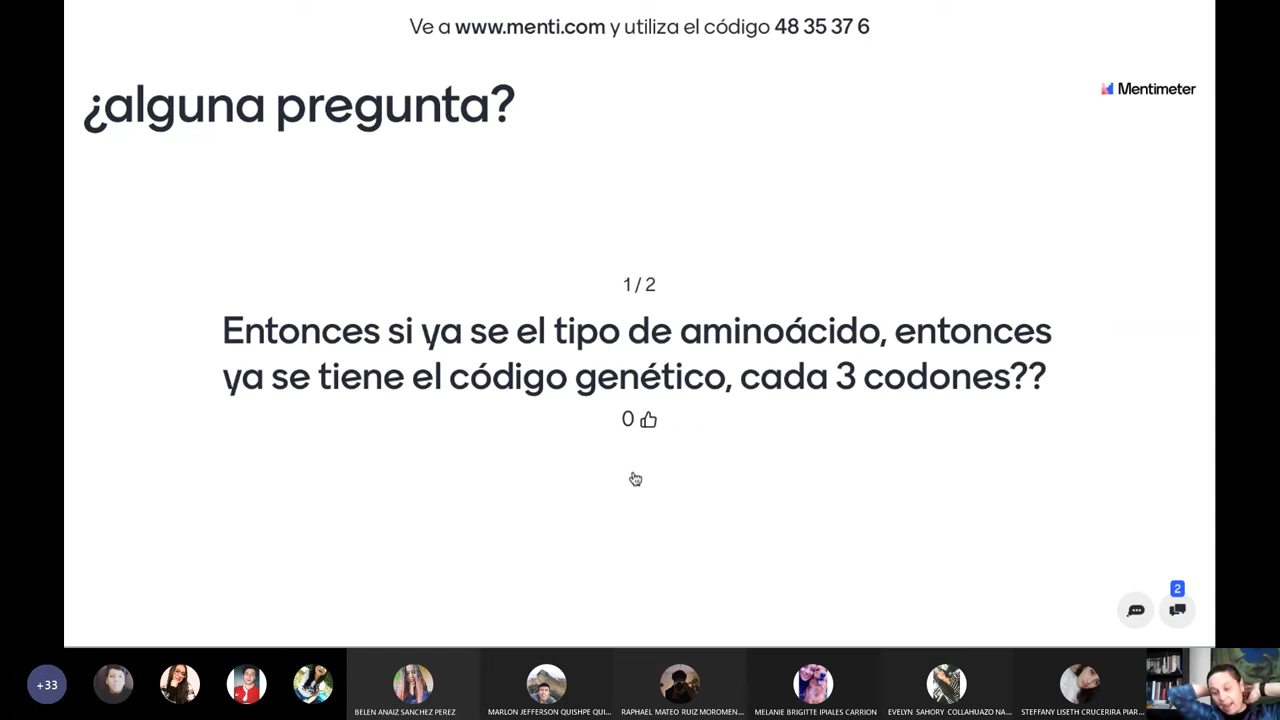 Ve a www.menti.com y utiliza el código 48 35 37 6
¿alguna pregunta?
Mentimeter
1 / 2
Entonces si ya se el tipo de aminoácido, entonces
ya se tiene el código genético, cada 3 codones??
0
2
+33
BELEN ANAIZ SANCHEZ PEREZ
MARLON JEFFERSON QUISHPE QUI...
RAPHAEL MATEO RUIZ MOROMEN...
MELANIE BRIGITTE IPIALES CARRION
EVELYN SAHORY COLLAHUAZO NA...
STEFFANY LISETH CRUCERIRA PIAR...